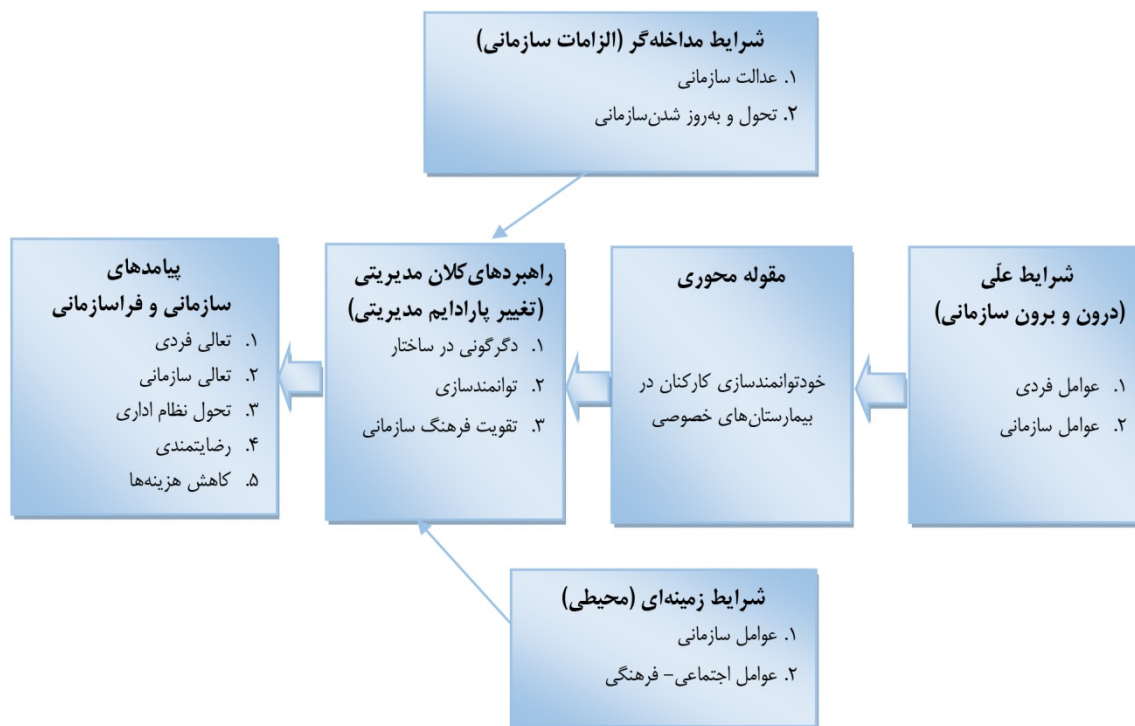 شرایط مداخله‌گر (الزامات سازمانی)
۱. عدالت سازمانی
۲. تحول و به‌روز شدن‌سازمانی
شرایط علّی
(درون و برون سازمانی)
۱. عوامل فردی
۲. عوامل سازمانی
مقوله محوری
خودتوانمندسازی کارکنان در
بیمارستان‌های خصوصی
راهبردهای‌کلان مدیریتی
(تغییر پارادایم مدیریتی)
۱. دگرگونی در ساختار
۲. توانمندسازی
۳. تقویت فرهنگ سازمانی
پیامدهای
سازمانی و فراسازمانی
۱. تعالی فردی
۲. تعالی سازمانی
۳. تحول نظام اداری
۴. رضایتمندی
۵. کاهش هزینه‌ها
شرایط زمینه‌ای (محیطی)
۱. عوامل سازمانی
۲. عوامل اجتماعی- فرهنگی